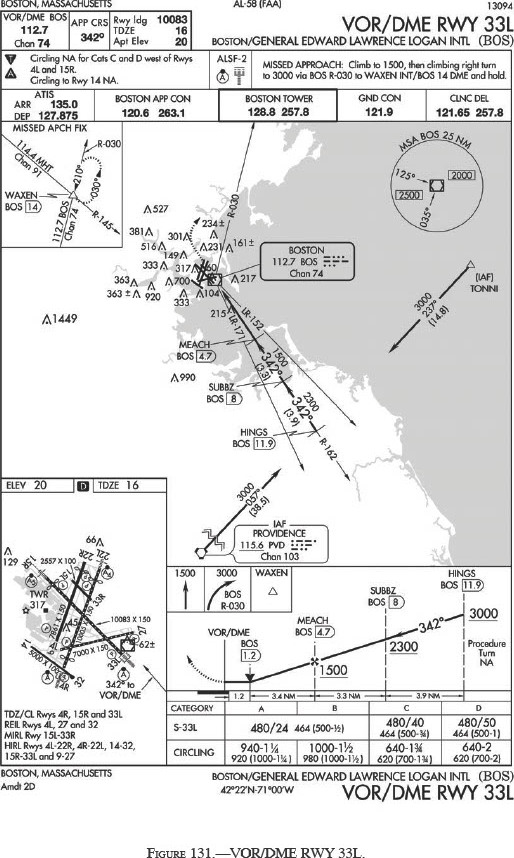 BOSTON, MASSACHUSETTS
AL-58 (FAA)
13094
VOR/DME BOS
112.7
Chan 74
APP CRS
342°
Rwy ldg 10083
TDZE 16
Apt Elev 20
VOR/DME RWY 33L
BOSTON/GENERAL EDWARD LAWRENCE LOGAN INTL (BOS)
Circling NA for Cats C and D west of Rwys
4L and 15R.
Circling to Rwy 14 NA.
ALSF-2
MISSED APPROACH: Climb to 1500, then climbing right turn
to 3000 via BOS R-030 to WAXEN INT/BOS 14 DME and hold.
ATIS
ARR 135.0
DEP 127.875
BOSTON APP CON
120.6 263.1
BOSTON TOWER
128.8 257.8
GND CON
121.9
CLNC DEL
121.65 257.8
MISSED APCH FIX
114.4 MHT
Chan 91
R-030
210°
030°
WAXEN
BOS 14
112.7 BOS
Chan 74
R-145
MSA BOS 25 NM
125°
2000
2500
035°
527
381
516
301
234±
149
231
161±
333
317
60
363
700
217
363 ±
920
333
104
215
1449
990
R-030
BOSTON
112.7 BOS
Chan 74
(IAF)
TONNI
3000
237°
(14.8)
LR-171
LR-152
MEACH
BOS 4.7
1500
342°
(3.3)
SUBBZ
BOS 8
2300
342°
(3.9)
HINGS
BOS 11.9
R-162
3000
057°
(38.5)
IAF
PROVIDENCE
115.6 PVD
Chan 103
ELEV 20
D
TDZE 16
129
66
2557 X 100
TWR
317
10083 X 150
7000 X 150
5000 X 100
33L
33R
22R
22L
15R
27
32
4R
62±
342° to
VOR/DME
TDZ/CL Rwys 4R, 15R and 33L
REIL Rwys 4L, 27 and 32
MIRL Rwy 15L-33R
HIRL Rwys 4L-22R, 4R-22L, 14-32,
15R-33L and 9-27
1500
3000
BOS
R-030
WAXEN
VOR/DME
BOS
1.2
MEACH
BOS 4.7
SUBBZ
BOS 8
HINGS
BOS 11.9
342°
3000
2300
1500
Procedure
Turn
NA
1.2
3.4 NM
3.3 NM
3.9 NM
CATEGORY A B C D
S-33L 480/24 464 (500-½) 480/40 464 (500-¾) 480/50 464 (500-1)
CIRCLING 940-1¼ 920 (1000-1¼) 1000-1½ 980 (1000-1½) 640-1¾ 620 (700-1¾) 640-2 620 (700-2)
BOSTON, MASSACHUSETTS
Amdt 2D
42°22'N-71°00'W
BOSTON/GENERAL EDWARD LAWRENCE LOGAN INTL (BOS)
VOR/DME RWY 33L
FIGURE 131.—VOR/DME RWY 33L.